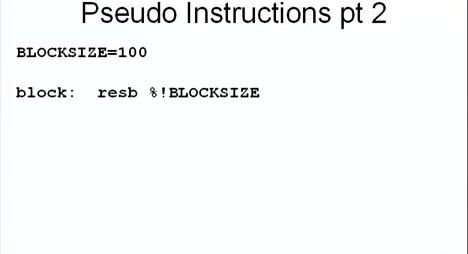 Pseudo Instructions pt 2
BLOCKSIZE=100
block:  resb %!BLOCKSIZE